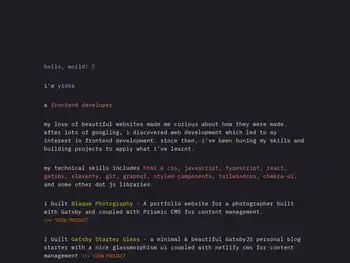 hello, world!
i'm yinka
a frontend developer
my love of beautiful websites made me curious about how they were made.
after lots of googling, i discovered web development which led to my
interest in frontend development. since then, i've been honing my skills and
building projects to apply what i've learnt.
my technical skills includes html & css, javascript, typescript, react,
gatsby, eleventy, git, graphql, styled-components, tailwindcss, chakra-ui,
and some other dot js libraries.
i built Blaque Photography - A portfolio website for a photographer built
with Gatsby and coupled with Prismic CMS for content management.
>>> VIEW PROJECT
i built Gatsby Starter Glass - a minimal & beautiful GatsbyJS personal blog
starter with a nice glassmorphism ui coupled with netlify cms for content
management >>> VIEW PROJECT